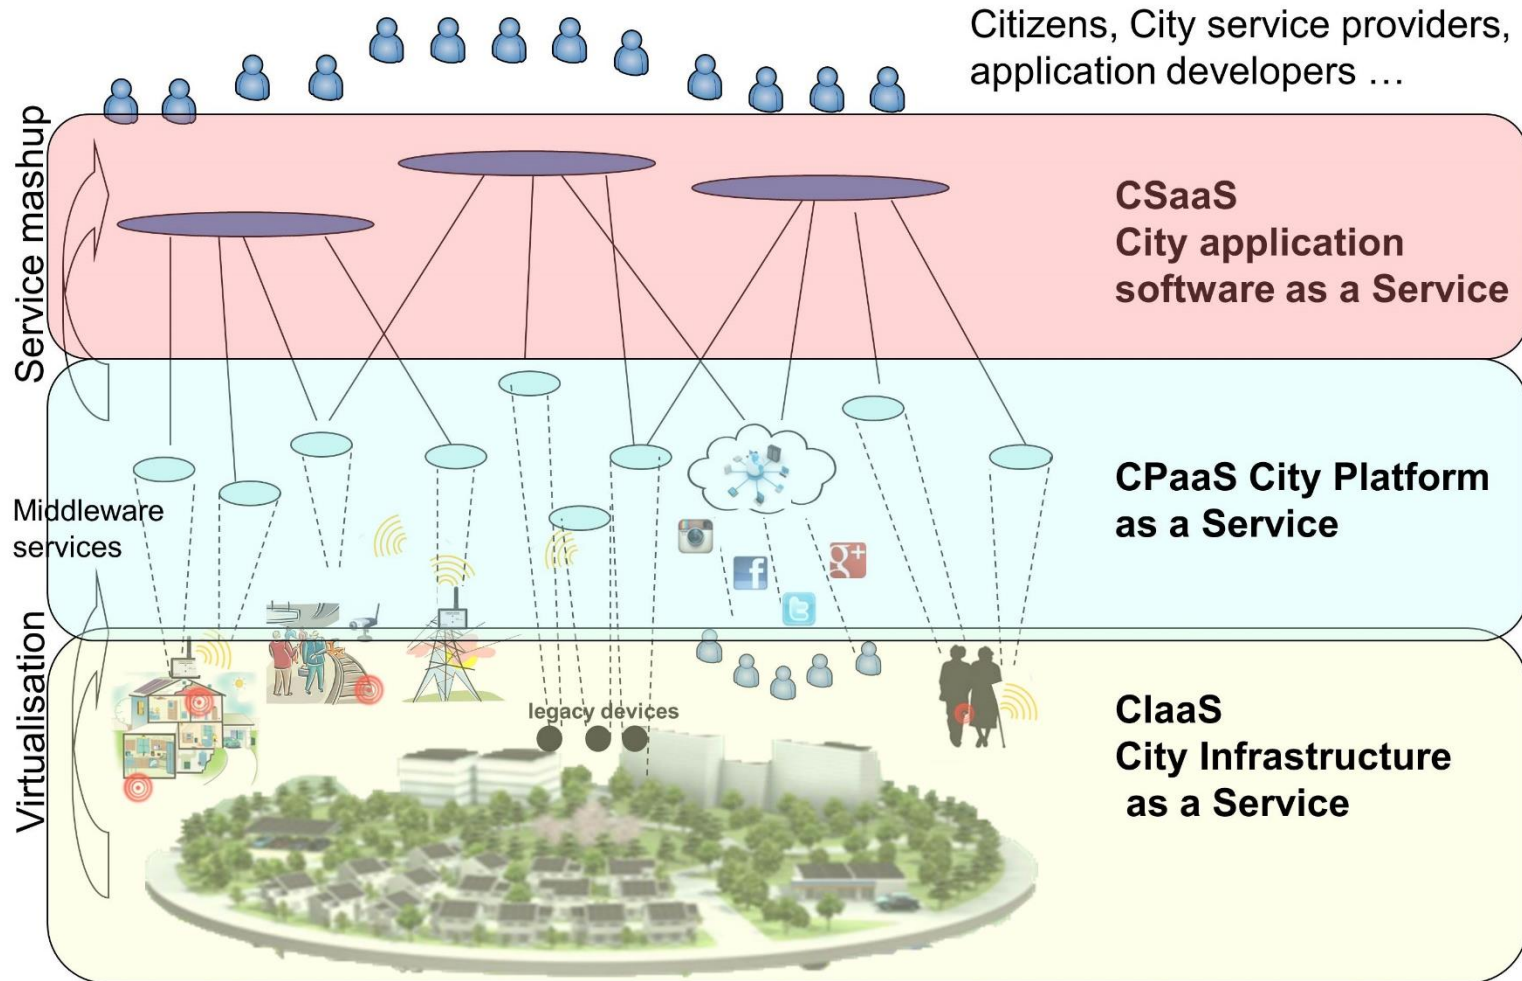 Citizens, City service providers,
application developers …
Service mashup
CSaaS
City application
software as a Service
CPaaS City Platform
as a Service
Middleware
services
f
g+
t
Virtualisation
legacy devices
CIaaS
City Infrastructure
as a Service